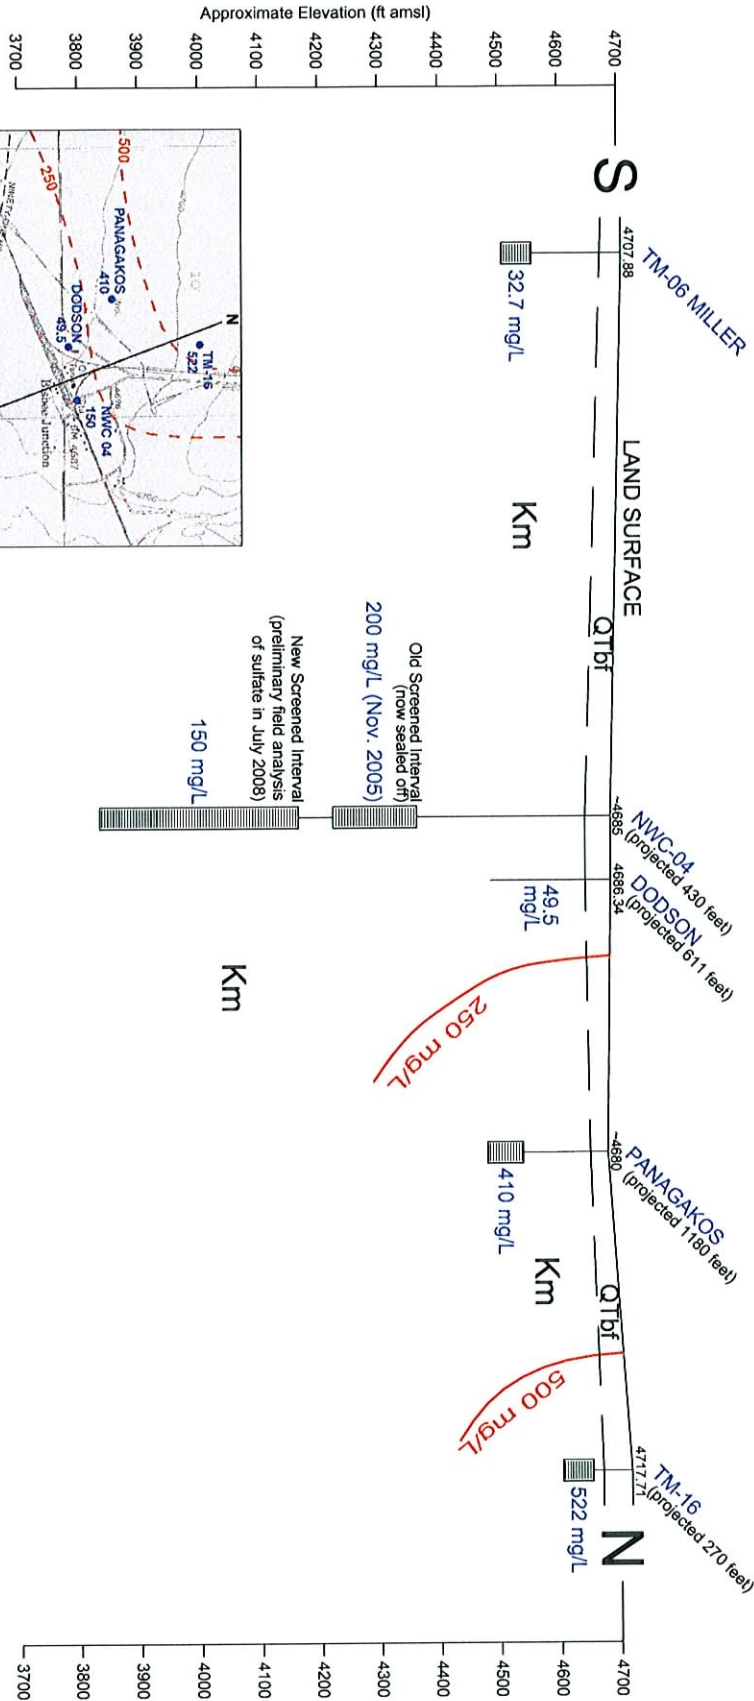 Approximate Elevation (ft amsl)
4700
4600
4500
4400
4300
4200
4100
4000
3900
3800
3700
S
N
TM-06 MILLER
4707.88
32.7 mg/L
LAND SURFACE
QTbf
Km
NWC-04
(projected 430 feet)
~4685
Old Screened Interval
(now sealed off)
200 mg/L (Nov. 2005)
New Screened Interval
(preliminary field analysis
of sulfate in July 2008)
150 mg/L
DODSON
(projected 611 feet)
4686.34
49.5
mg/L
Km
250 mg/L
PANAGAKOS
(projected 1180 feet)
~4680
410 mg/L
Km
QTbf
500 mg/L
TM-16
(projected 270 feet)
4717.71
522 mg/L
4700
4600
4500
4400
4300
4200
4100
4000
3900
3800
3700
N
500
250
PANAGAKOS
410
TM-16
522
DODSON
49.5
NWC 04
150
Bisbee Junction
4700
10